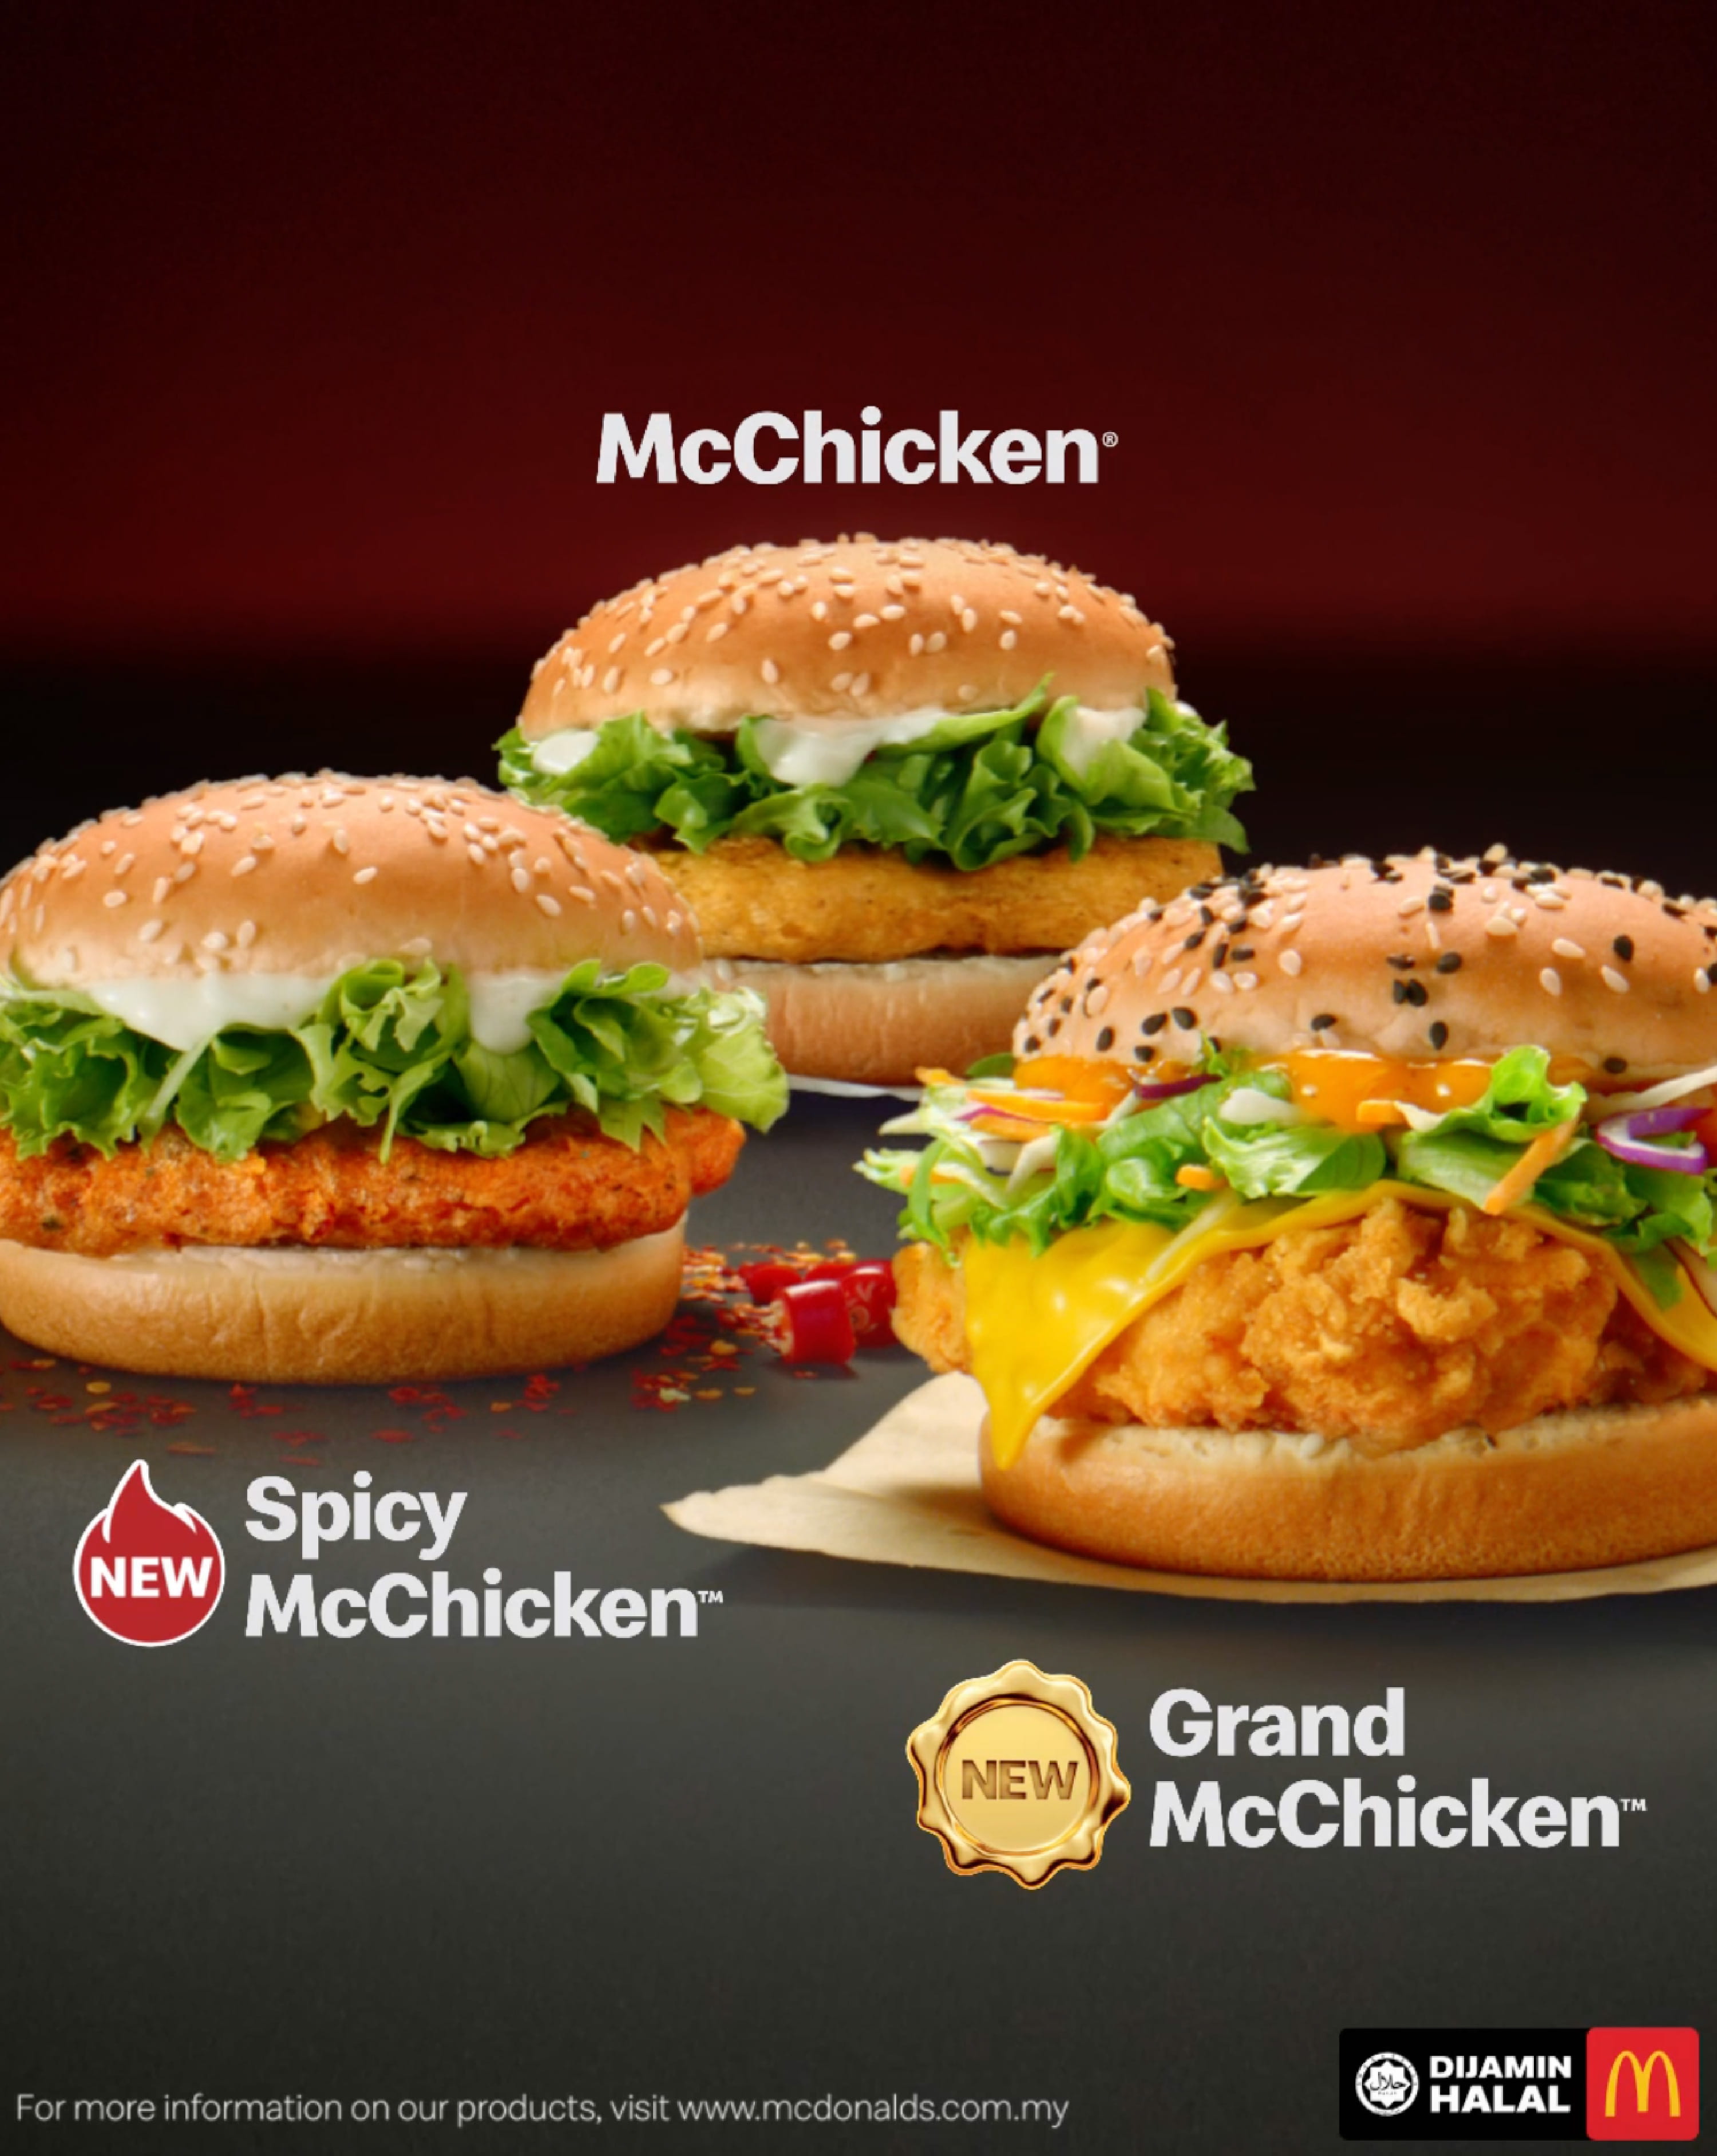 McChicken®
NEW
Spicy
McChicken™
NEW
Grand
McChicken™
For more information on our products, visit www.mcdonalds.com.my
حلال
DIJAMIN
HALAL